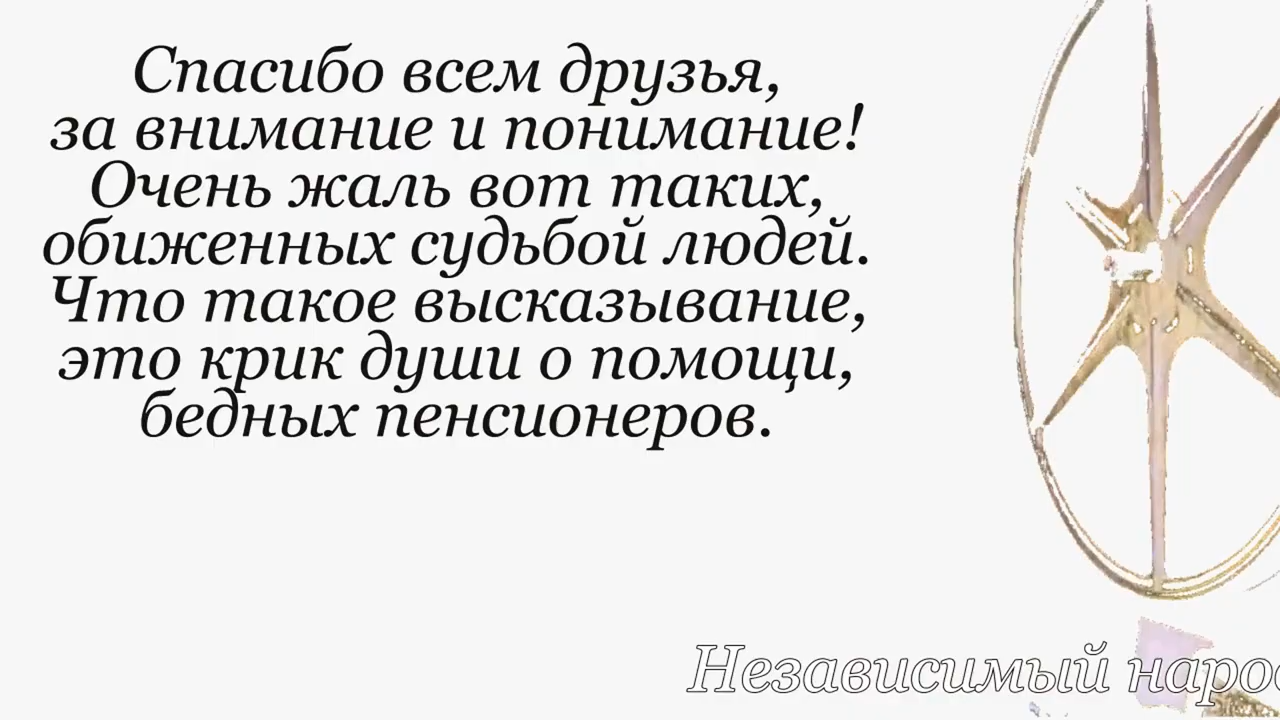 Спасибо всем друзья,
за внимание и понимание!
Очень жаль вот таких,
обиженных судьбой людей.
Что такое высказывание,
это крик души о помощи,
бедных пенсионеров.
Независимый